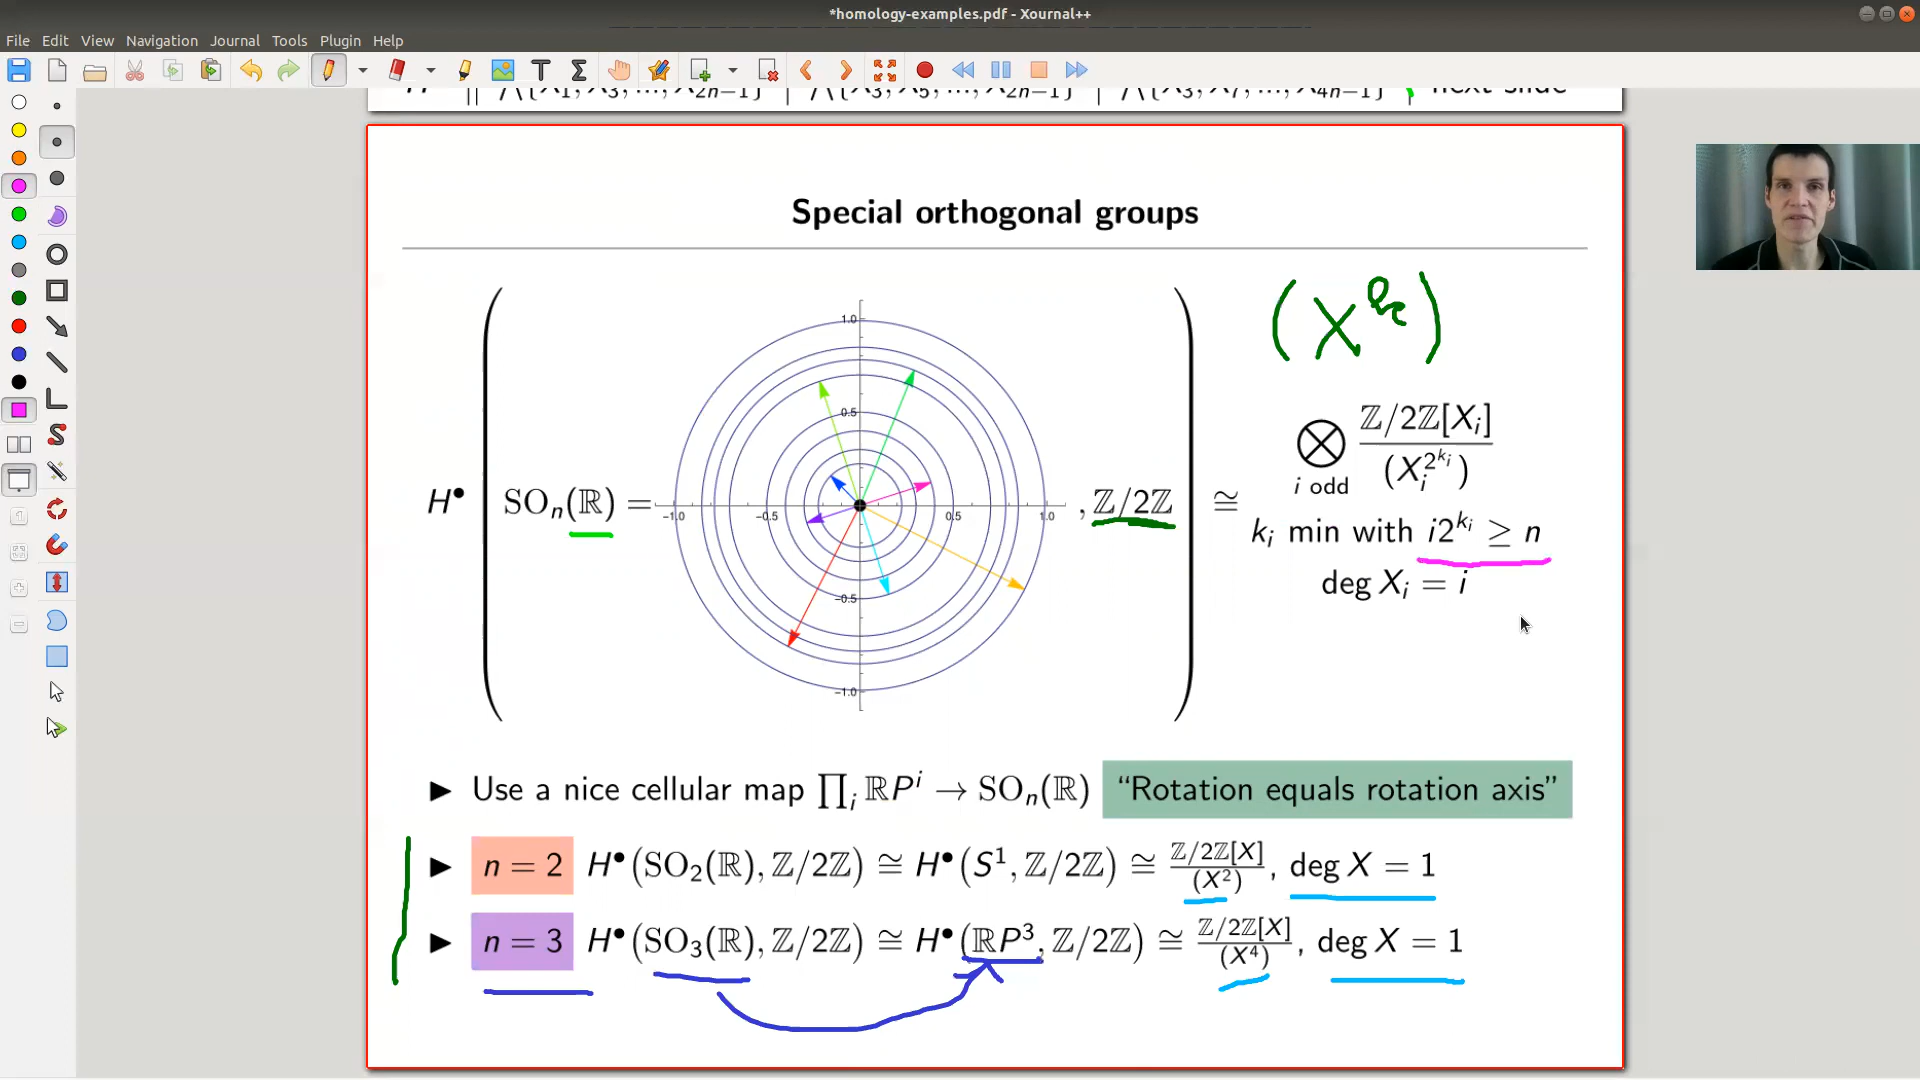 *homology-examples.pdf - Xournal++
File Edit View Navigation Journal Tools Plugin Help
next slide
Special orthogonal groups
(X^{k})
H^• ( SO_n(ℝ) = , ℤ/2ℤ ) ≅ ⨂_{i odd} ℤ/2ℤ[X_i] / (X_i^{2^{k_i}})
1.0
0.5
-1.0 -0.5 0.5 1.0
-0.5
-1.0
k_i min with i2^{k_i} ≥ n
deg X_i = i
► Use a nice cellular map ∏_i ℝP^i → SO_n(ℝ) “Rotation equals rotation axis”
► n = 2 H^•(SO_2(ℝ), ℤ/2ℤ) ≅ H^•(S^1, ℤ/2ℤ) ≅ ℤ/2ℤ[X]/(X^2), deg X = 1
► n = 3 H^•(SO_3(ℝ), ℤ/2ℤ) ≅ H^•(ℝP^3, ℤ/2ℤ) ≅ ℤ/2ℤ[X]/(X^4), deg X = 1